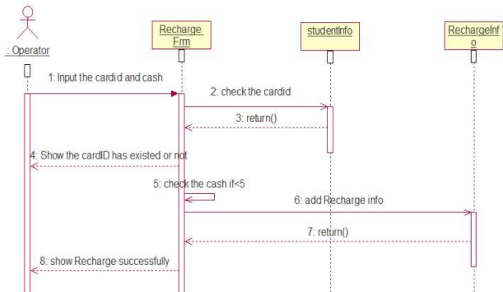 Recharge
Frm
studentInfo
RechargeInf
o
: Operator
1: Input the cardid and cash
2: check the cardid
3: return()
4: Show the cardID has existed or not
5: check the cash if<5
6: add Recharge info
7: return()
8: show Recharge successfully